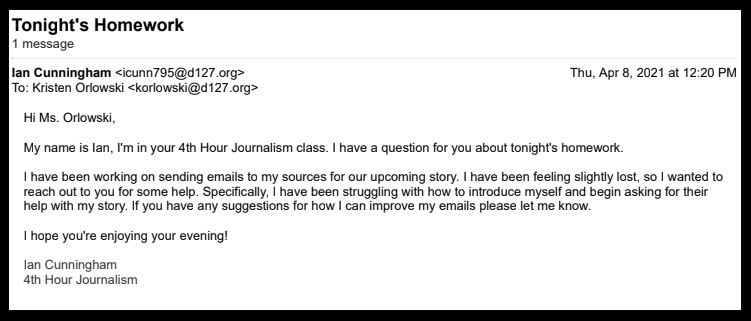 Tonight's Homework
1 message
Ian Cunningham <icunn795@d127.org> Thu, Apr 8, 2021 at 12:20 PM
To: Kristen Orlowski <korlowski@d127.org>
Hi Ms. Orlowski,
My name is Ian, I'm in your 4th Hour Journalism class. I have a question for you about tonight's homework.
I have been working on sending emails to my sources for our upcoming story. I have been feeling slightly lost, so I wanted to
reach out to you for some help. Specifically, I have been struggling with how to introduce myself and begin asking for their
help with my story. If you have any suggestions for how I can improve my emails please let me know.
I hope you're enjoying your evening!
Ian Cunningham
4th Hour Journalism